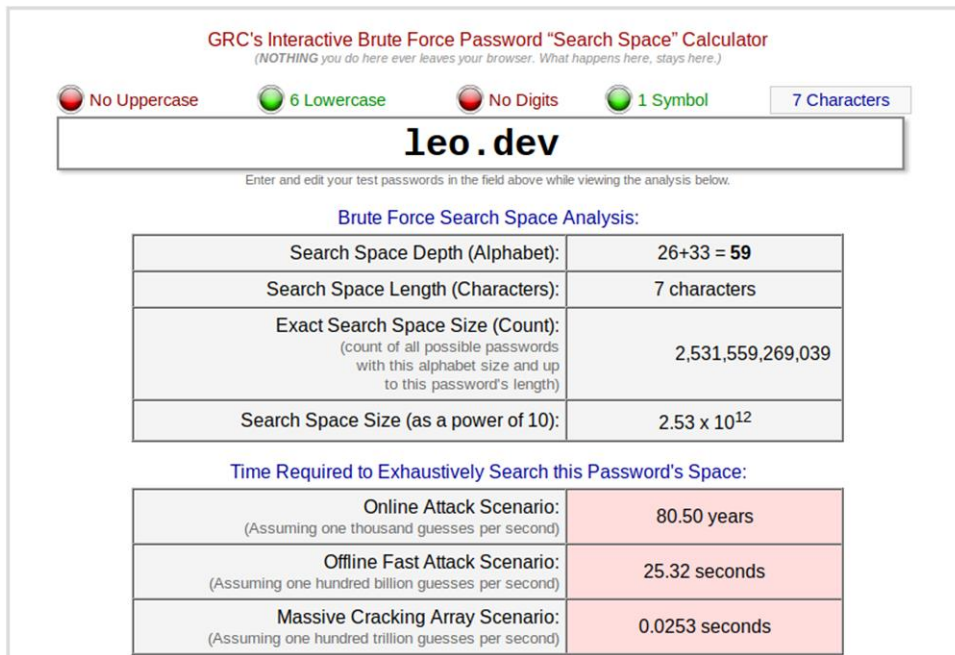 GRC's Interactive Brute Force Password “Search Space” Calculator
(NOTHING you do here ever leaves your browser. What happens here, stays here.)
No Uppercase 6 Lowercase No Digits 1 Symbol 7 Characters
leo.dev
Enter and edit your test passwords in the field above while viewing the analysis below.
Brute Force Search Space Analysis:
Search Space Depth (Alphabet): 26+33 = 59
Search Space Length (Characters): 7 characters
Exact Search Space Size (Count):
(count of all possible passwords
with this alphabet size and up
to this password's length)
2,531,559,269,039
Search Space Size (as a power of 10): 2.53 x 10¹²
Time Required to Exhaustively Search this Password's Space:
Online Attack Scenario:
(Assuming one thousand guesses per second)
80.50 years
Offline Fast Attack Scenario:
(Assuming one hundred billion guesses per second)
25.32 seconds
Massive Cracking Array Scenario:
(Assuming one hundred trillion guesses per second)
0.0253 seconds